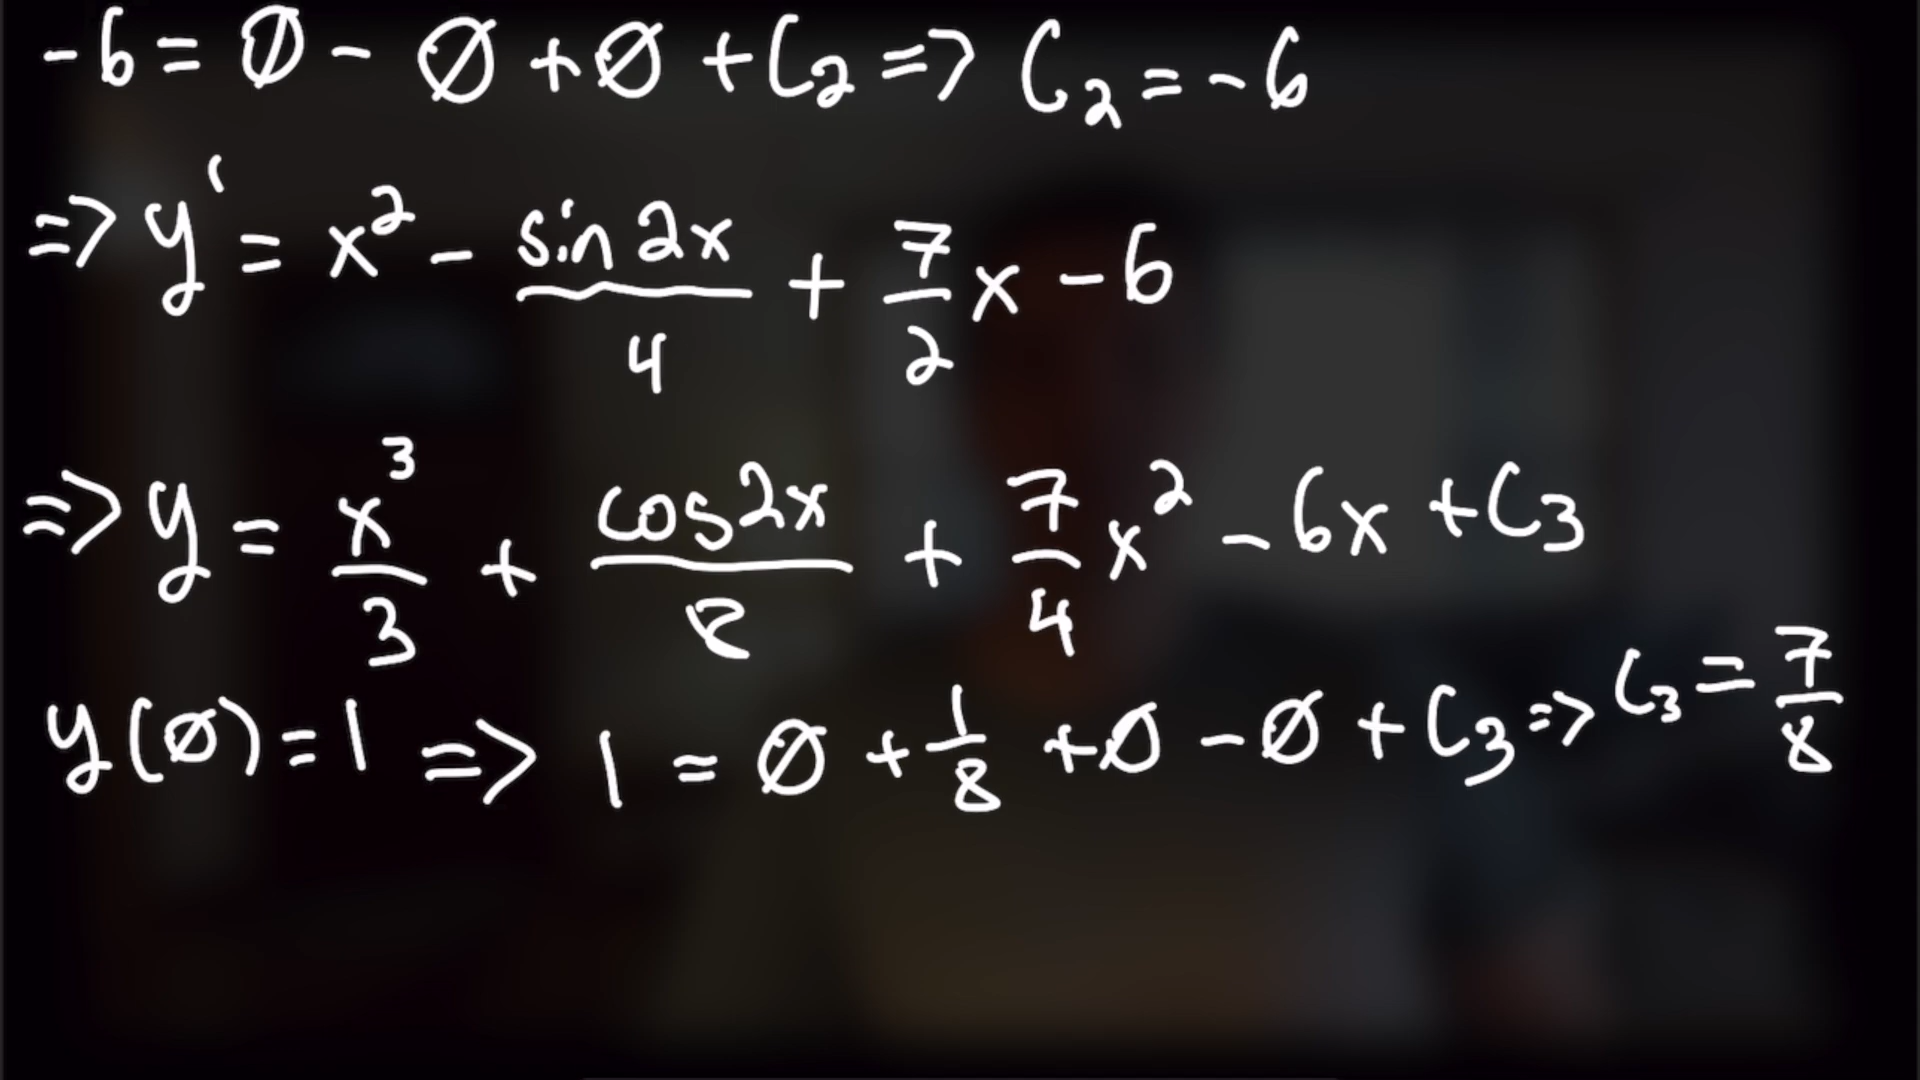 -6 = Ø - Ø + Ø + C₂ => C₂ = -6
=> y' = x² - sin 2x / 4 + 7/2 x - 6
=> y = x³/3 + cos 2x / 8 + 7/4 x² - 6x + C₃
y(Ø) = 1 => 1 = Ø + 1/8 + Ø - Ø + C₃ => C₃ = 7/8